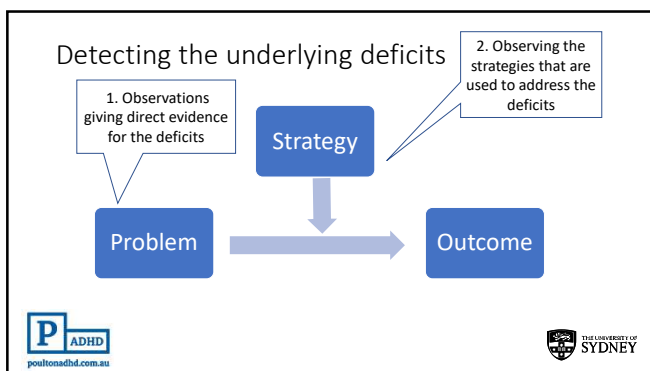 Detecting the underlying deficits
2. Observing the
strategies that are
used to address the
deficits
1. Observations
giving direct evidence
for the deficits
Strategy
Problem
Outcome
P ADHD
poultonadhd.com.au
THE UNIVERSITY OF
SYDNEY